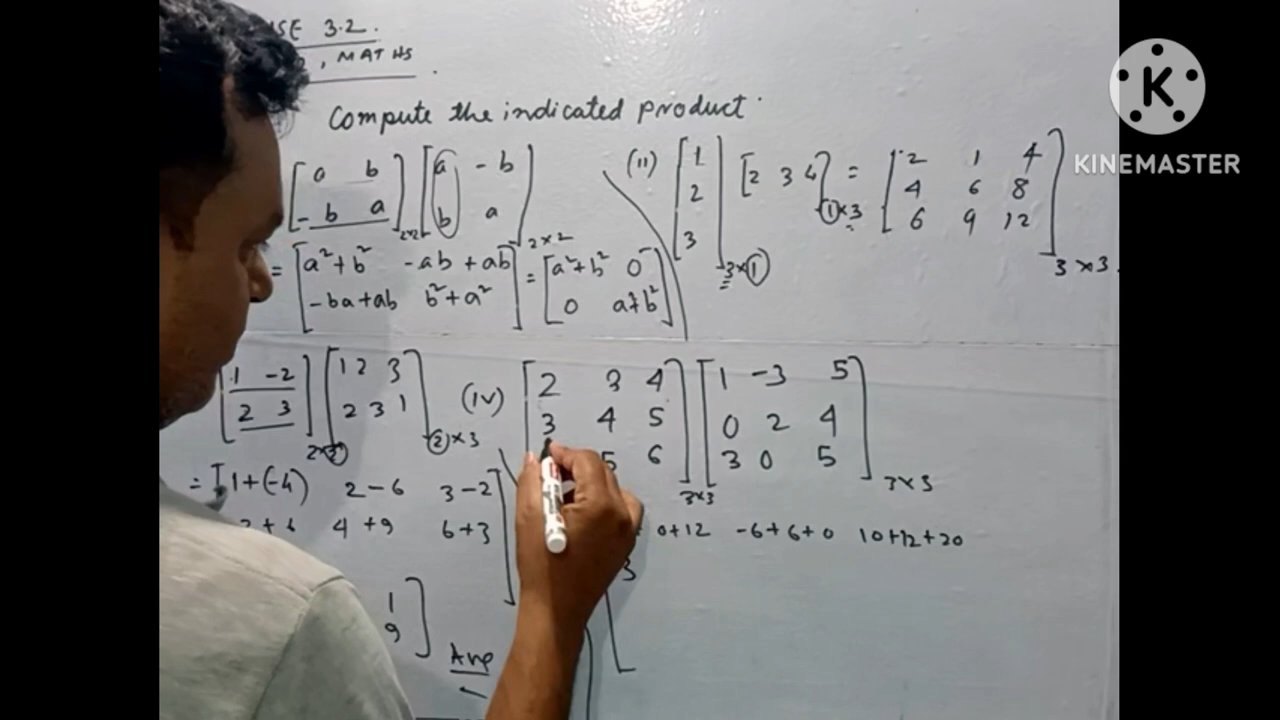 SE 3.2.
, MATHS
Compute the indicated product.
[a b; -b a] 2×2 [a -b; b a] 2×2
= [a²+b² -ab+ab; -ba+ab b²+a²] = [a²+b² 0; 0 a²+b²]
(ii) [1; 2; 3] 3×1 [2 3 4] 1×3 = [2 1 4; 4 6 8; 6 9 12] 3×3.
[1 -2; 2 3] 2×2 [1 2 3; 2 3 1] 2×3
= [1+(-4) 2-6 3-2
+6 4+9 6+3]
1
9 ]
Ans
(iv) [2 3 4; 3 4 5; 5 6] 3×3 [1 -3 5; 0 2 4; 3 0 5] 3×3
0+12 -6+6+0 10+12+20
3
K
KINEMASTER